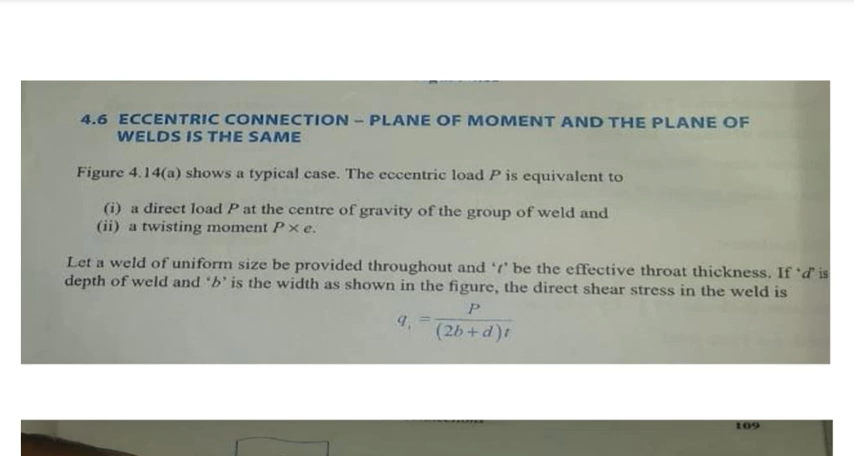 4.6 ECCENTRIC CONNECTION – PLANE OF MOMENT AND THE PLANE OF
WELDS IS THE SAME
Figure 4.14(a) shows a typical case. The eccentric load P is equivalent to
(i) a direct load P at the centre of gravity of the group of weld and
(ii) a twisting moment P × e.
Let a weld of uniform size be provided throughout and 't' be the effective throat thickness. If 'd' is
depth of weld and 'b' is the width as shown in the figure, the direct shear stress in the weld is
q₁ = P / (2b + d)t
109